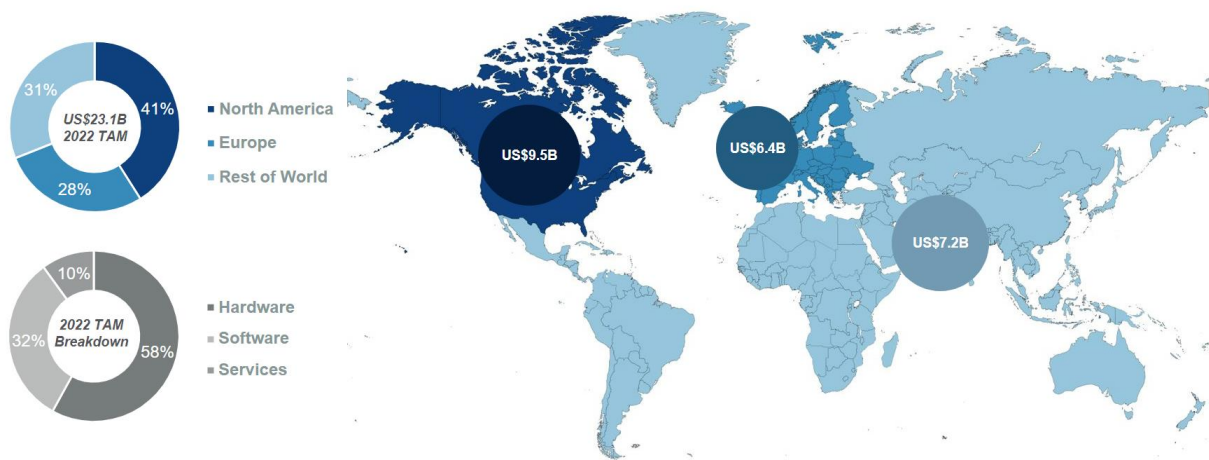 31%
41%
US$23.1B
2022 TAM
28%
North America
Europe
Rest of World
10%
32%
2022 TAM
Breakdown
58%
Hardware
Software
Services
US$9.5B
US$6.4B
US$7.2B